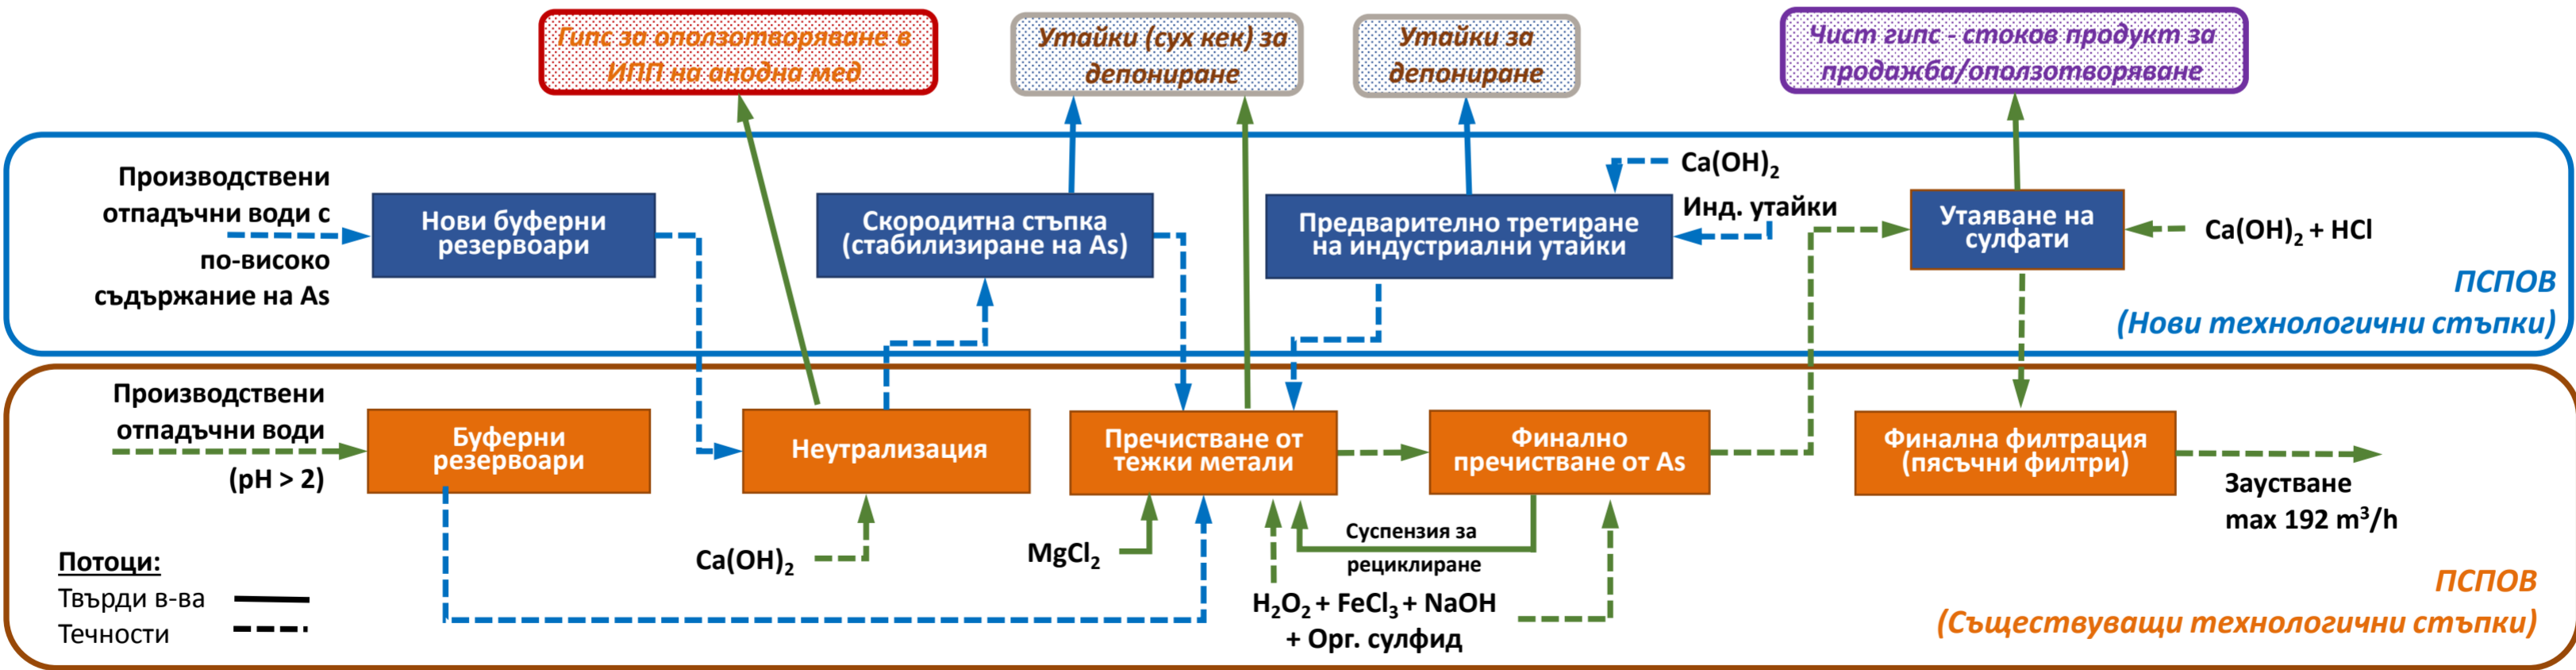 Гипс за оползотворяване в
ИПП на анодна мед
Утайки (сух кек) за
депониране
Утайки за
депониране
Чист гипс - стоков продукт за
продажба/оползотворяване
Производствени
отпадъчни води с
по-високо
съдържание на As
Нови буферни
резервоари
Скородитна стъпка
(стабилизиране на As)
Предварително третиране
на индустриални утайки
Ca(OH)₂
Инд. утайки
Утаяване на
сулфати
Ca(OH)₂ + HCl
ПСПОВ
(Нови технологични стъпки)
Производствени
отпадъчни води
(pH > 2)
Буферни
резервоари
Неутрализация
Пречистване от
тежки метали
Финално
пречистване от As
Финална филтрация
(пясъчни филтри)
Заустване
max 192 m³/h
Ca(OH)₂
MgCl₂
Суспензия за
рециклиране
H₂O₂ + FeCl₃ + NaOH
+ Орг. сулфид
Потоци:
Твърди в-ва
Течности
ПСПОВ
(Съществуващи технологични стъпки)